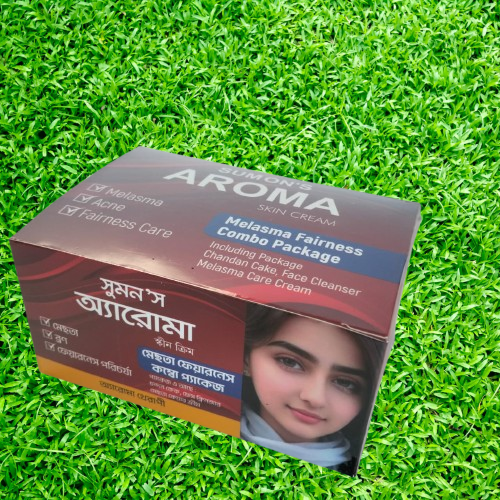 SUMON'S
AROMA
SKIN CREAM
Melasma
Acne
Fairness Care
Melasma Fairness
Combo Package
Including Package
Chandan Cake, Face Cleanser
Melasma Care Cream
সুমন'স
অ্যারোমা
স্কীন ক্রিম
মেছতা
ব্রণ
ফেয়ারনেস পরিচর্যা
মেছতা ফেয়ারনেস
কম্বো প্যাকেজ